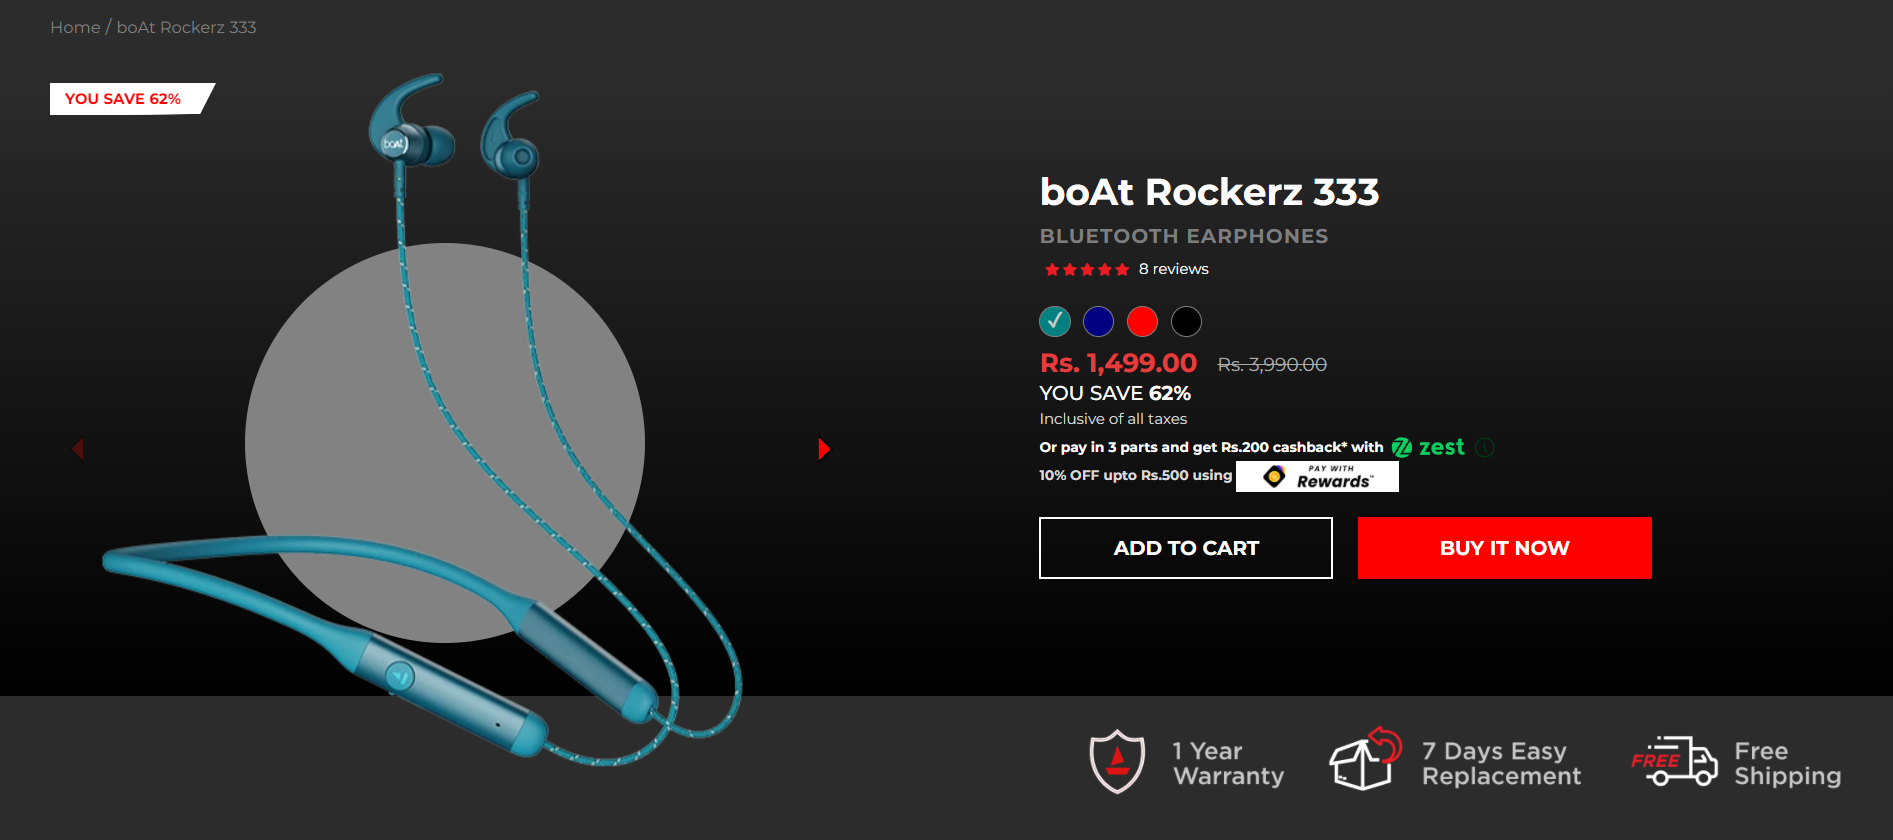 Home / boAt Rockerz 333
YOU SAVE 62%
boAt
boAt Rockerz 333
BLUETOOTH EARPHONES
8 reviews
Rs. 1,499.00 Rs. 3,990.00
YOU SAVE 62%
Inclusive of all taxes
Or pay in 3 parts and get Rs.200 cashback* with zest i
10% OFF upto Rs.500 using PAY WITH
Rewards™
ADD TO CART BUY IT NOW
1 Year
Warranty
7 Days Easy
Replacement
FREE
Free
Shipping